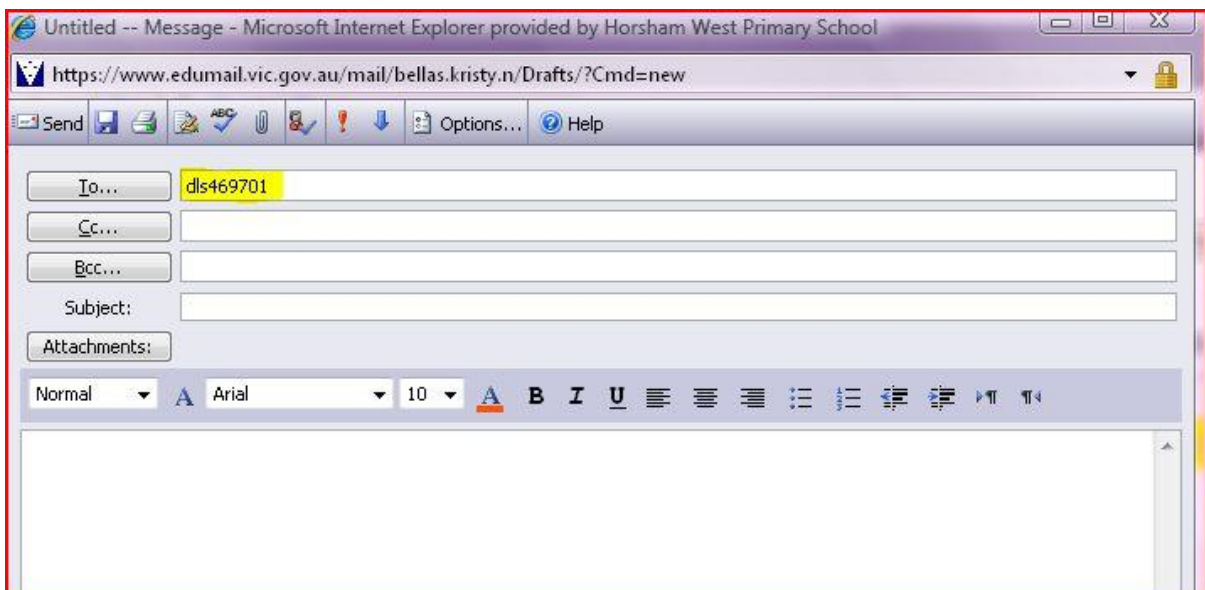 Untitled -- Message - Microsoft Internet Explorer provided by Horsham West Primary School
https://www.edumail.vic.gov.au/mail/bellas.kristy.n/Drafts/?Cmd=new
Send ABC Options... Help
To... dls469701
Cc...
Bcc...
Subject:
Attachments:
Normal A Arial 10 A B I U